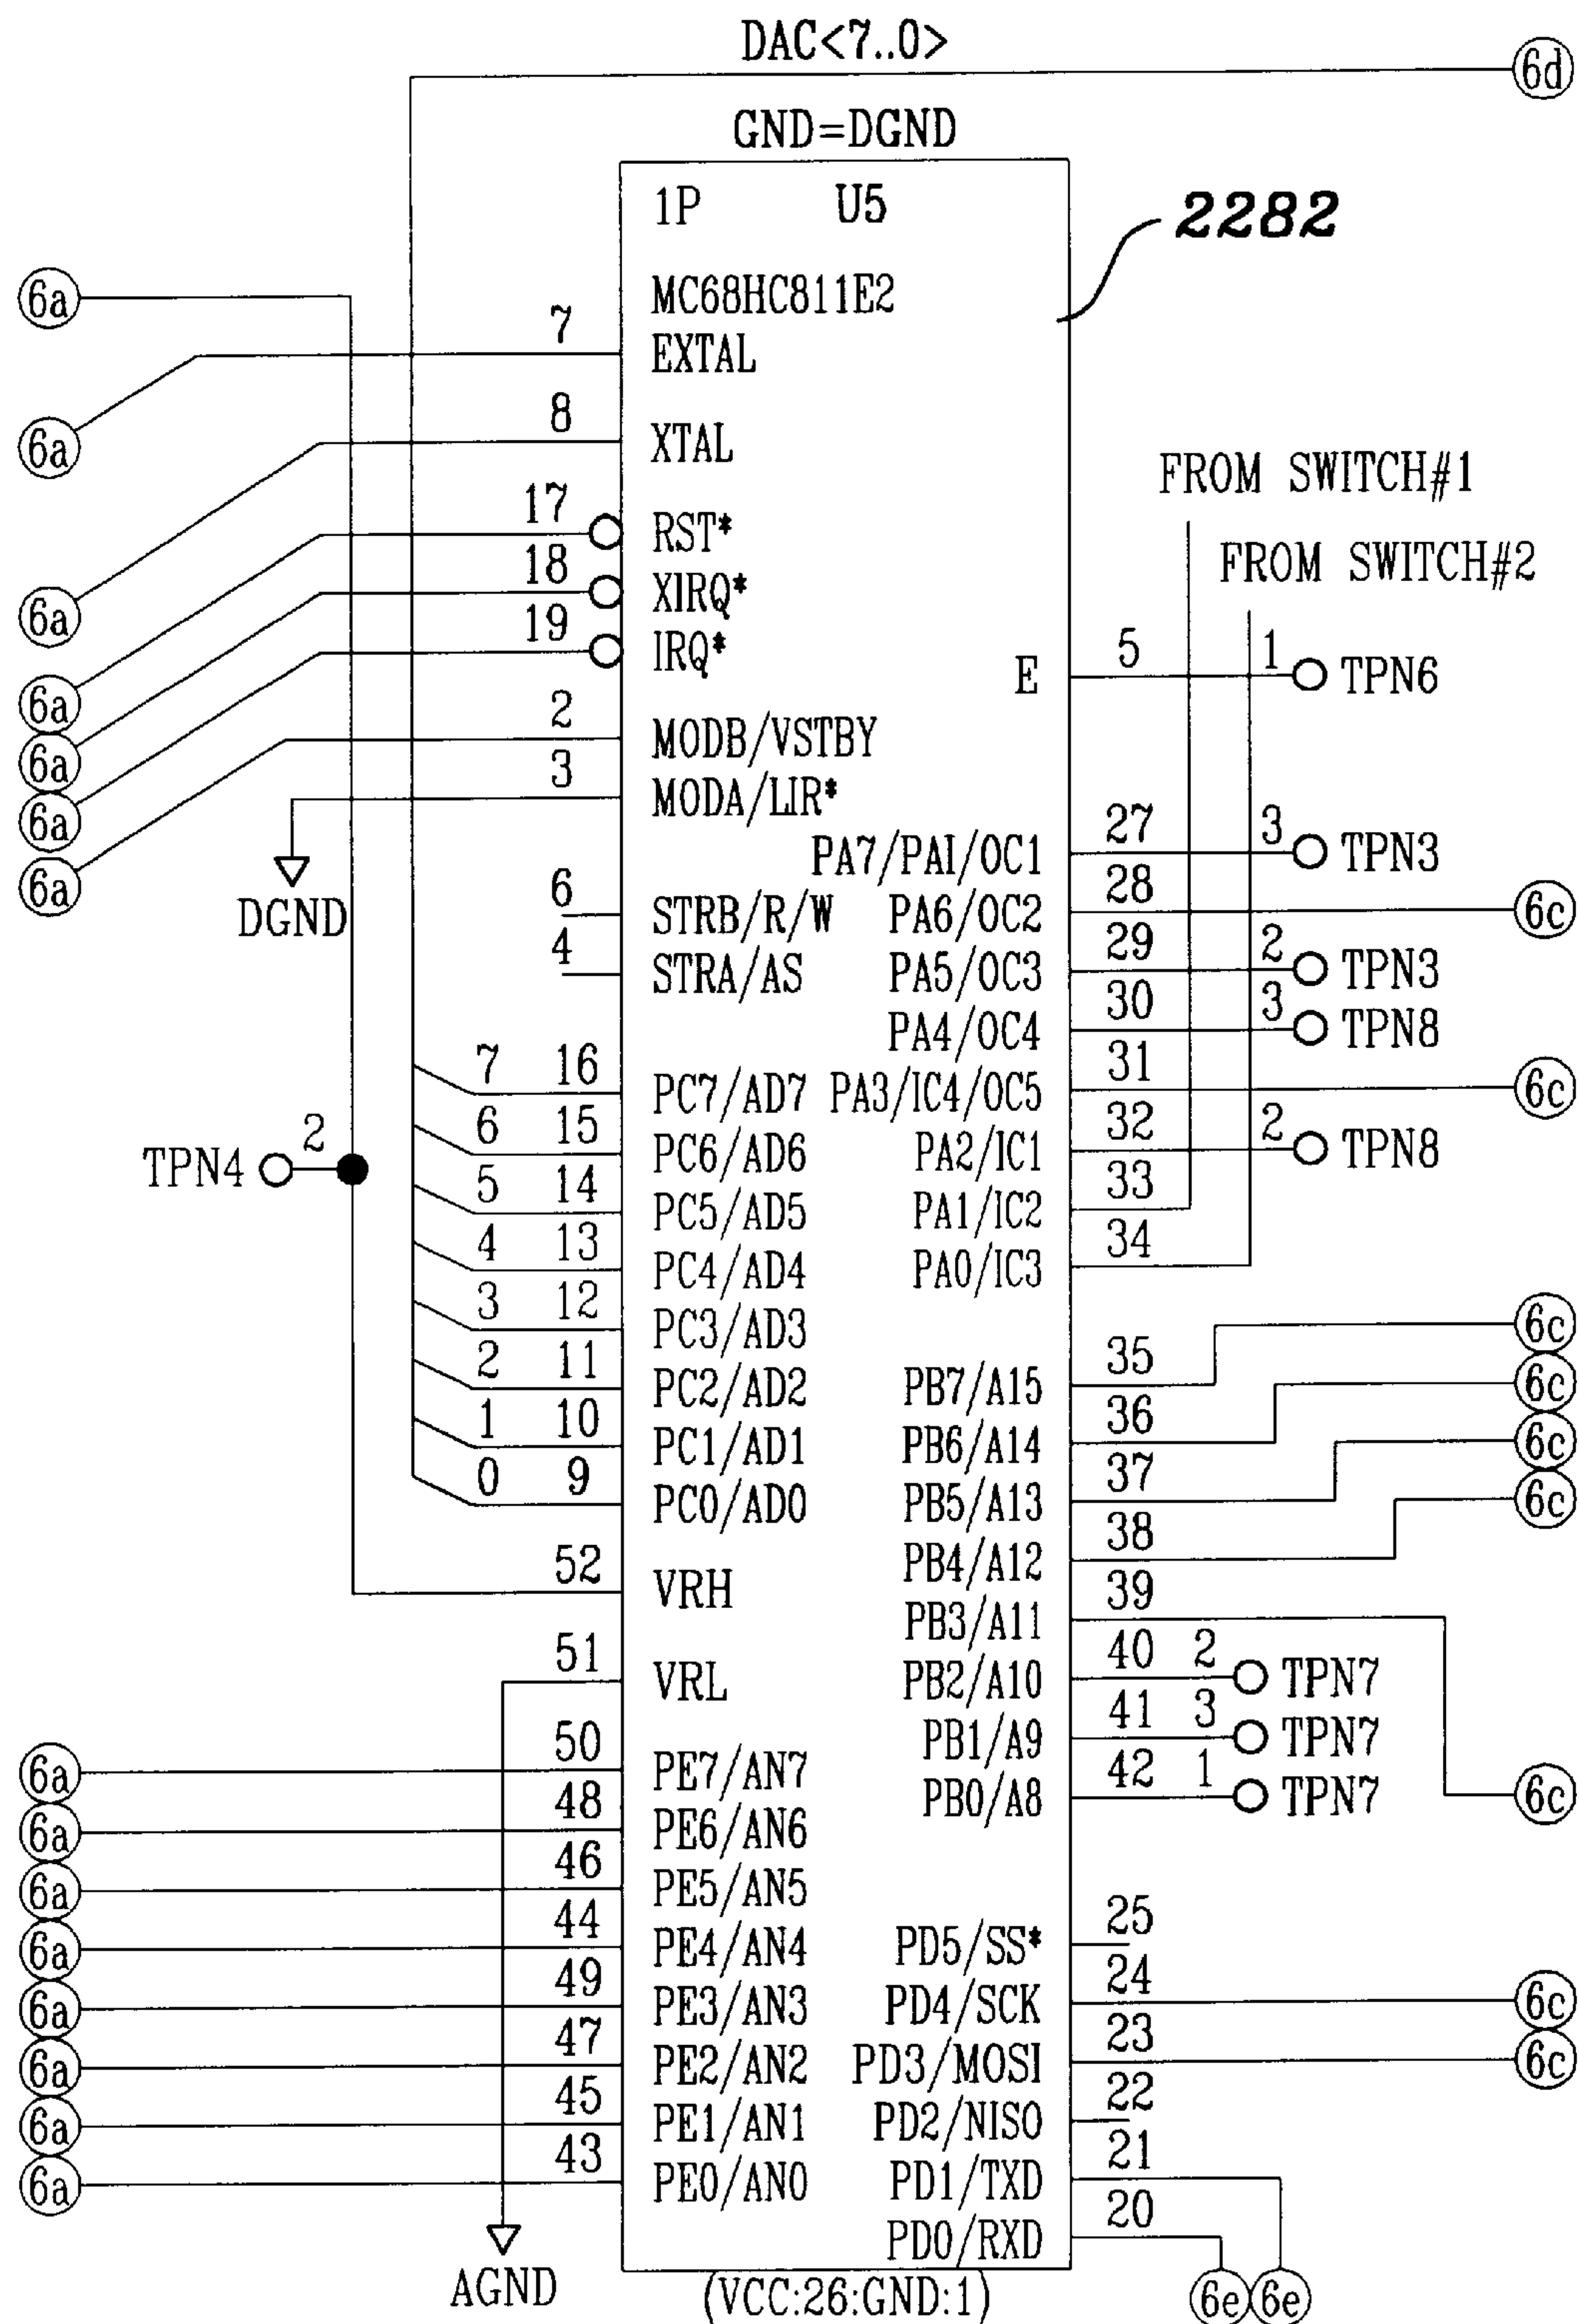 DAC<7..0>
6d
GND=DGND
1P U5
2282
MC68HC811E2
6a
7 EXTAL
6a
8 XTAL
FROM SWITCH#1
17 RST*
FROM SWITCH#2
18 XIRQ*
6a
19 IRQ*
E 5 1 TPN6
6a
2 MODB/VSTBY
6a
3 MODA/LIR*
6a
PA7/PAI/OC1 27 3 TPN3
6a
DGND
6 STRB/R/W PA6/OC2 28 6c
4 STRA/AS PA5/OC3 29 2 TPN3
PA4/OC4 30 3 TPN8
7 16 PC7/AD7 PA3/IC4/OC5 31 6c
6 15 PC6/AD6 PA2/IC1 32 2 TPN8
TPN4 2
5 14 PC5/AD5 PA1/IC2 33
4 13 PC4/AD4 PA0/IC3 34
3 12 PC3/AD3
6c
2 11 PC2/AD2 PB7/A15 35
6c
1 10 PC1/AD1 PB6/A14 36
6c
0 9 PC0/AD0 PB5/A13 37
6c
PB4/A12 38
52 VRH
PB3/A11 39
51 VRL PB2/A10 40 2 TPN7
PB1/A9 41 3 TPN7
6a 50 PE7/AN7
PB0/A8 42 1 TPN7
6c
6a 48 PE6/AN6
6a 46 PE5/AN5
6a 44 PE4/AN4 PD5/SS* 25
6a 49 PE3/AN3 PD4/SCK 24 6c
6a 47 PE2/AN2 PD3/MOSI 23 6c
6a 45 PE1/AN1 PD2/NISO 22
6a 43 PE0/AN0 PD1/TXD 21
PD0/RXD 20
AGND
(VCC:26:GND:1)
6e 6e